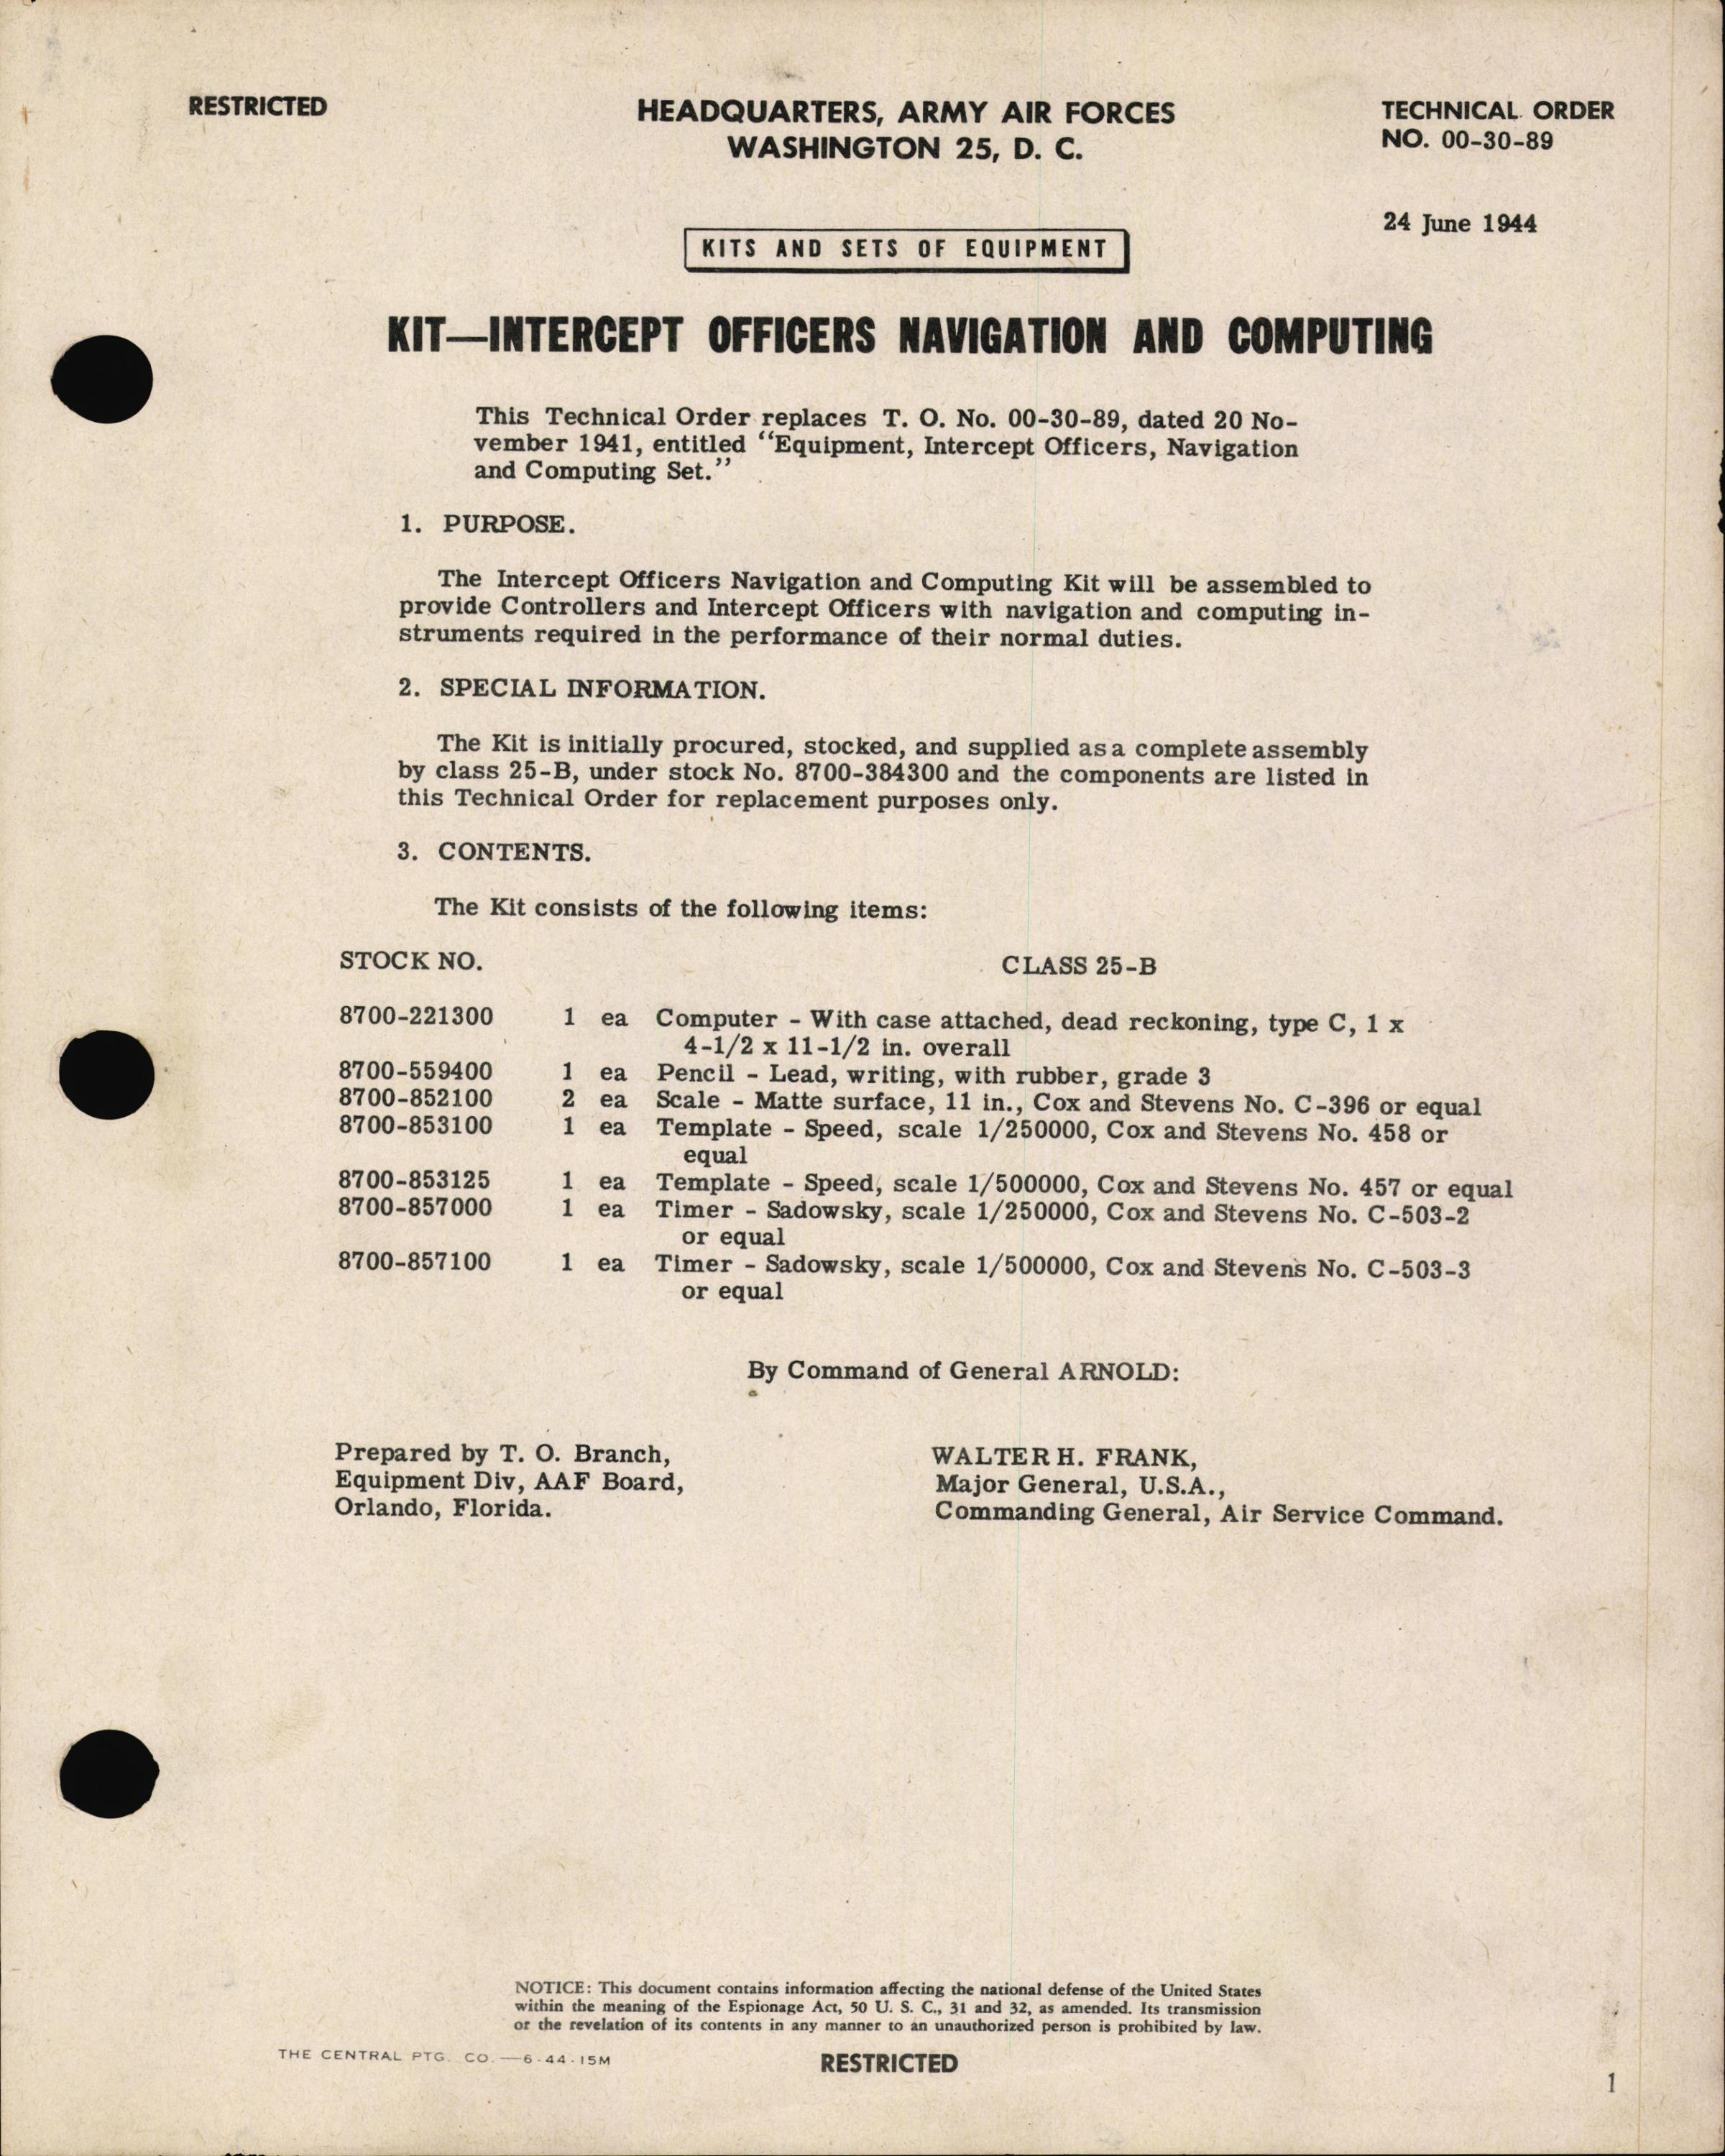 RESTRICTED
HEADQUARTERS, ARMY AIR FORCES
WASHINGTON 25, D. C.
TECHNICAL ORDER
NO. 00-30-89
24 June 1944
KITS AND SETS OF EQUIPMENT
KIT—INTERCEPT OFFICERS NAVIGATION AND COMPUTING
This Technical Order replaces T. O. No. 00-30-89, dated 20 No-
vember 1941, entitled "Equipment, Intercept Officers, Navigation
and Computing Set."
1. PURPOSE.
The Intercept Officers Navigation and Computing Kit will be assembled to
provide Controllers and Intercept Officers with navigation and computing in-
struments required in the performance of their normal duties.
2. SPECIAL INFORMATION.
The Kit is initially procured, stocked, and supplied as a complete assembly
by class 25-B, under stock No. 8700-384300 and the components are listed in
this Technical Order for replacement purposes only.
3. CONTENTS.
The Kit consists of the following items:
STOCK NO. CLASS 25-B
8700-221300 1 ea Computer - With case attached, dead reckoning, type C, 1 x
4-1/2 x 11-1/2 in. overall
8700-559400 1 ea Pencil - Lead, writing, with rubber, grade 3
8700-852100 2 ea Scale - Matte surface, 11 in., Cox and Stevens No. C-396 or equal
8700-853100 1 ea Template - Speed, scale 1/250000, Cox and Stevens No. 458 or
equal
8700-853125 1 ea Template - Speed, scale 1/500000, Cox and Stevens No. 457 or equal
8700-857000 1 ea Timer - Sadowsky, scale 1/250000, Cox and Stevens No. C-503-2
or equal
8700-857100 1 ea Timer - Sadowsky, scale 1/500000, Cox and Stevens No. C-503-3
or equal
By Command of General ARNOLD:
Prepared by T. O. Branch,
Equipment Div, AAF Board,
Orlando, Florida.
WALTER H. FRANK,
Major General, U.S.A.,
Commanding General, Air Service Command.
NOTICE: This document contains information affecting the national defense of the United States
within the meaning of the Espionage Act, 50 U. S. C., 31 and 32, as amended. Its transmission
or the revelation of its contents in any manner to an unauthorized person is prohibited by law.
THE CENTRAL PTG. CO.—6-44-15M
RESTRICTED
1